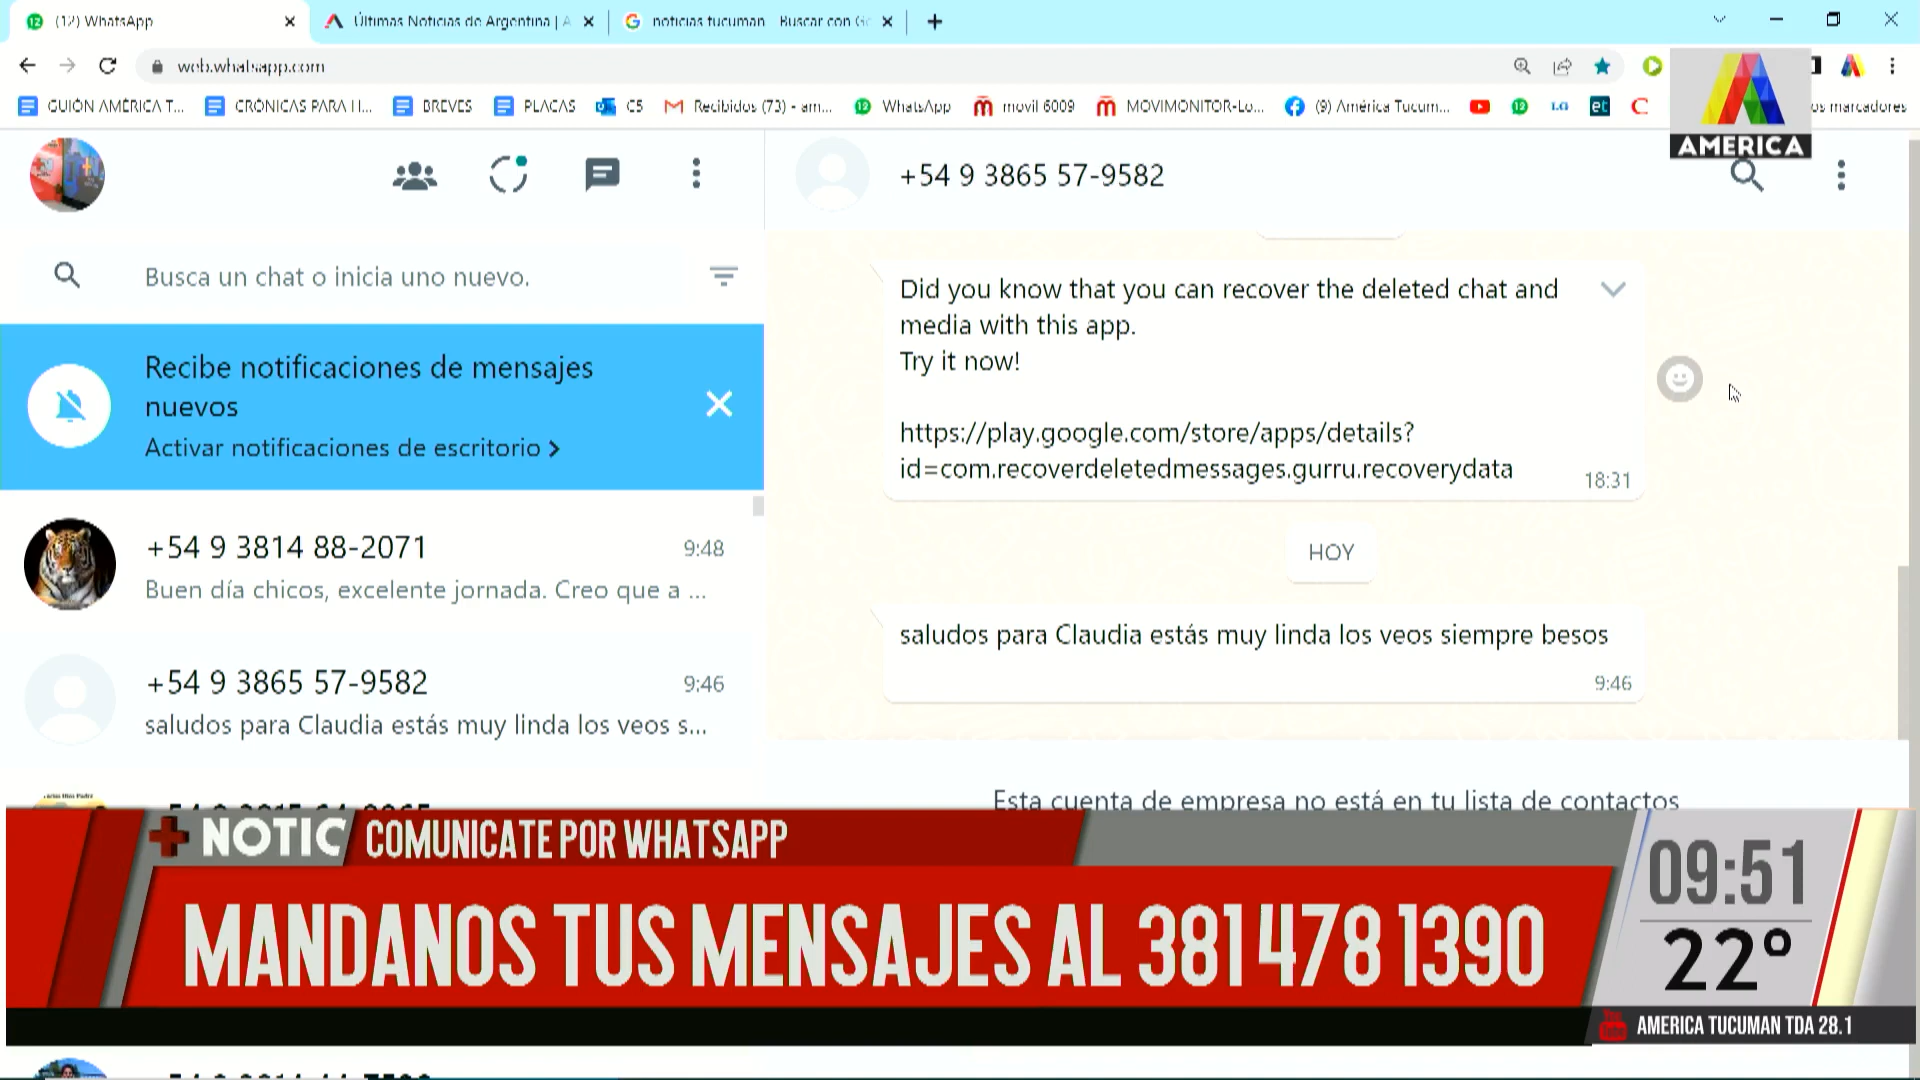 (12) WhatsApp
Últimas Noticias de Argentina | A
noticias tucuman - Buscar con Go
web.whatsapp.com
GUIÓN AMÉRICA T...
CRÓNICAS PARA H...
BREVES
PLACAS
C5
Recibidos (73) - am...
WhatsApp
movil 6009
MOVIMONITOR-Lo...
(9) América Tucum...
LG
et
os marcadores
AMERICA
+54 9 3865 57-9582
Busca un chat o inicia uno nuevo.
Recibe notificaciones de mensajes
nuevos
Activar notificaciones de escritorio >
+54 9 3814 88-2071
9:48
Buen día chicos, excelente jornada. Creo que a ...
+54 9 3865 57-9582
9:46
saludos para Claudia estás muy linda los veos s...
Did you know that you can recover the deleted chat and
media with this app.
Try it now!
https://play.google.com/store/apps/details?
id=com.recoverdeletedmessages.gurru.recoverydata
18:31
HOY
saludos para Claudia estás muy linda los veos siempre besos
9:46
Esta cuenta de empresa no está en tu lista de contactos
NOTIC
COMUNICATE POR WHATSAPP
MANDANOS TUS MENSAJES AL 381 478 1390
09:51
22°
AMERICA TUCUMAN TDA 28.1